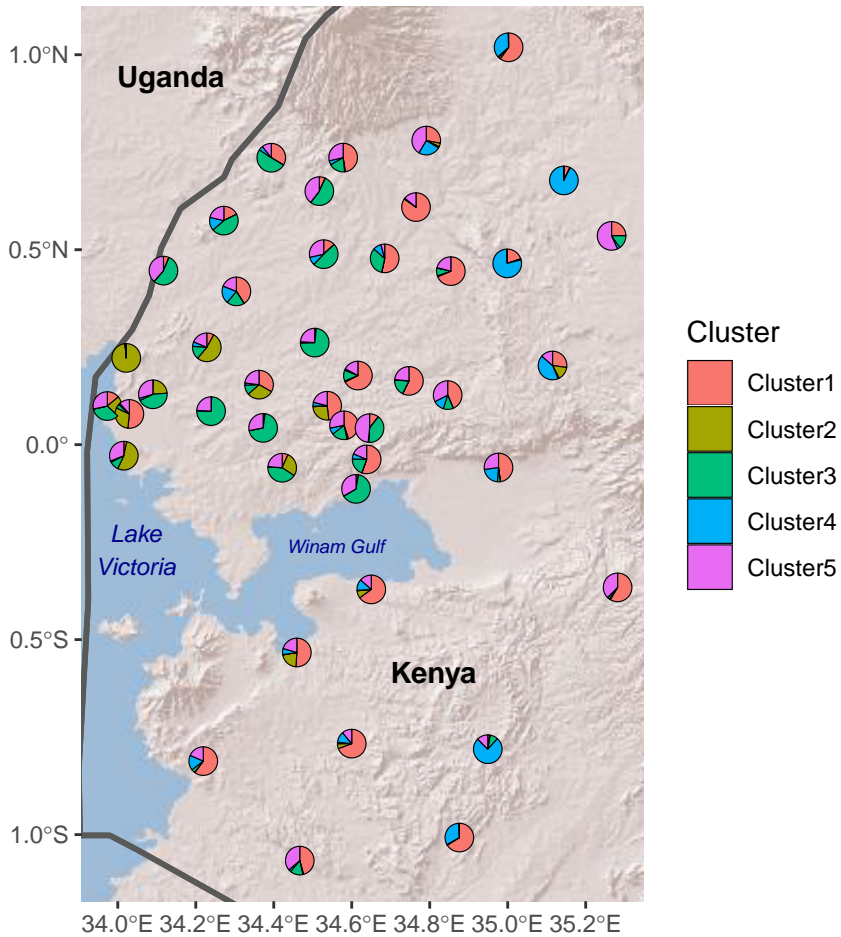 1.0°N
Uganda
0.5°N
0.0°
Lake
Victoria
Winam Gulf
0.5°S
Kenya
1.0°S
34.0°E 34.2°E 34.4°E 34.6°E 34.8°E 35.0°E 35.2°E
Cluster
Cluster1
Cluster2
Cluster3
Cluster4
Cluster5